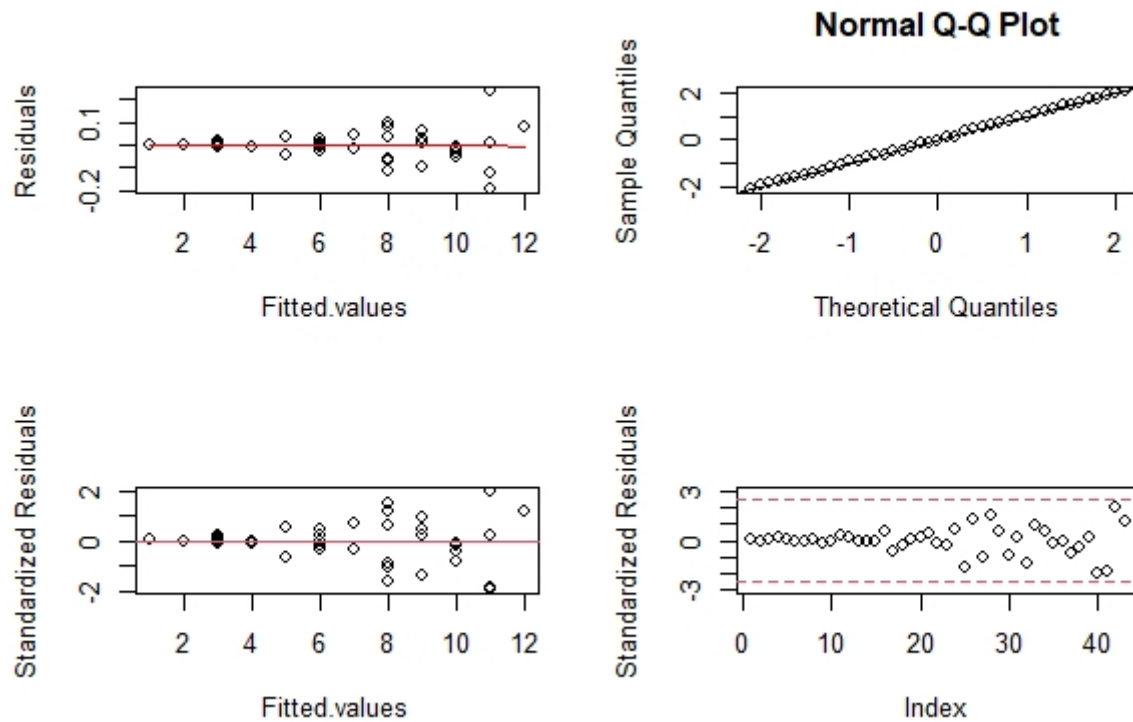 Residuals
0.1
-0.2
2 4 6 8 10 12
Fitted.values
Normal Q-Q Plot
Sample Quantiles
2
0
-2
-2 -1 0 1 2
Theoretical Quantiles
Standardized Residuals
2
0
-2
2 4 6 8 10 12
Fitted.values
Standardized Residuals
3
0
-3
0 10 20 30 40
Index